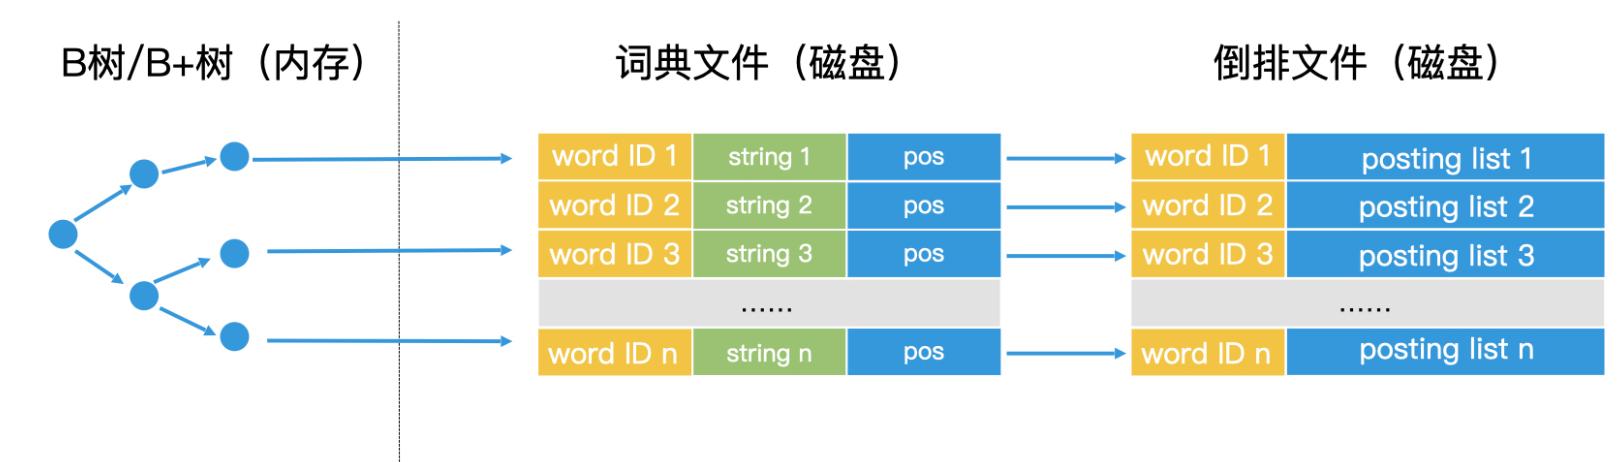 B树/B+树（内存）
词典文件（磁盘）
倒排文件（磁盘）
word ID 1 string 1 pos
word ID 2 string 2 pos
word ID 3 string 3 pos
......
word ID n string n pos
word ID 1 posting list 1
word ID 2 posting list 2
word ID 3 posting list 3
......
word ID n posting list n